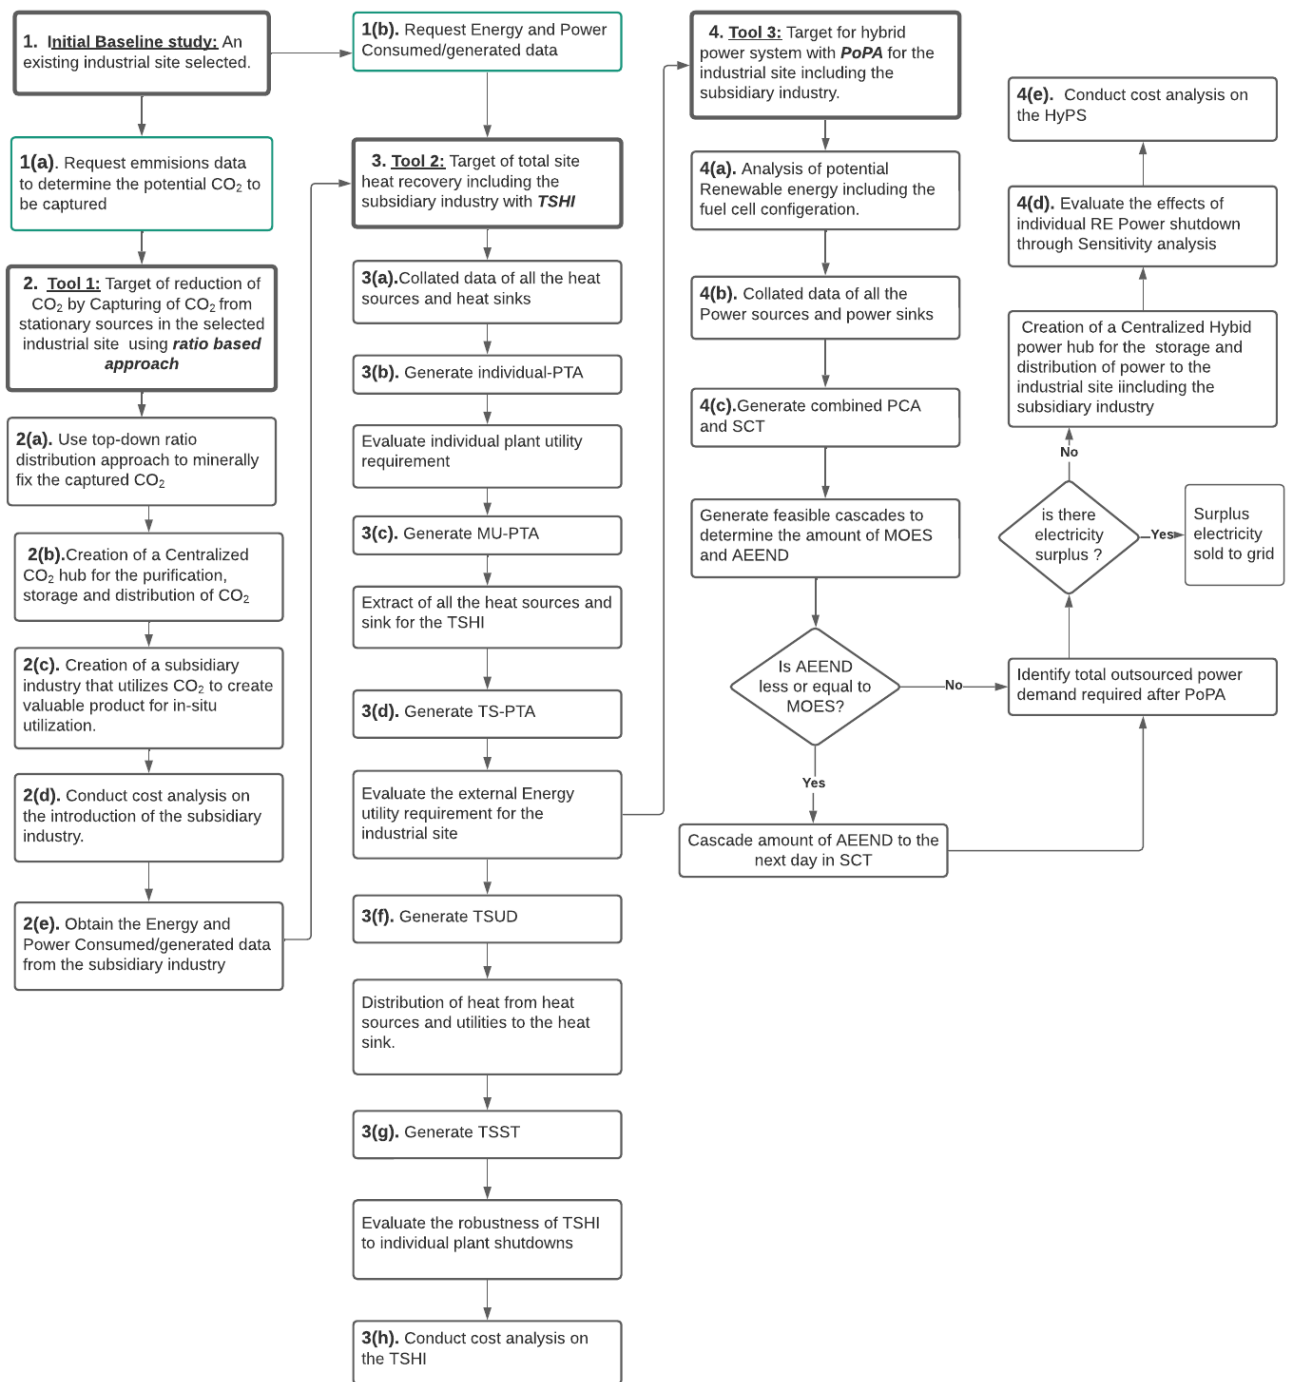 1. Initial Baseline study: An
existing industrial site selected.
1(a). Request emmisions data
to determine the potential CO₂ to
be captured
2. Tool 1: Target of reduction of
CO₂ by Capturing of CO₂ from
stationary sources in the selected
industrial site using ratio based
approach
2(a). Use top-down ratio
distribution approach to minerally
fix the captured CO₂
2(b).Creation of a Centralized
CO₂ hub for the purification,
storage and distribution of CO₂
2(c). Creation of a subsidiary
industry that utilizes CO₂ to create
valuable product for in-situ
utilization.
2(d). Conduct cost analysis on
the introduction of the subsidiary
industry.
2(e). Obtain the Energy and
Power Consumed/generated data
from the subsidiary industry
1(b). Request Energy and Power
Consumed/generated data
3. Tool 2: Target of total site
heat recovery including the
subsidiary industry with TSHI
3(a).Collated data of all the heat
sources and heat sinks
3(b). Generate individual-PTA
Evaluate individual plant utility
requirement
3(c). Generate MU-PTA
Extract of all the heat sources and
sink for the TSHI
3(d). Generate TS-PTA
Evaluate the external Energy
utility requirement for the
industrial site
3(f). Generate TSUD
Distribution of heat from heat
sources and utilities to the heat
sink.
3(g). Generate TSST
Evaluate the robustness of TSHI
to individual plant shutdowns
3(h). Conduct cost analysis on
the TSHI
4. Tool 3: Target for hybrid
power system with PoPA for the
industrial site including the
subsidiary industry.
4(a). Analysis of potential
Renewable energy including the
fuel cell configeration.
4(b). Collated data of all the
Power sources and power sinks
4(c).Generate combined PCA
and SCT
Generate feasible cascades to
determine the amount of MOES
and AEEND
Is AEEND
less or equal to
MOES?
No
Yes
Cascade amount of AEEND to the
next day in SCT
Identify total outsourced power
demand required after PoPA
is there
electricity
surplus ?
Yes
Surplus
electricity
sold to grid
No
Creation of a Centralized Hybid
power hub for the storage and
distribution of power to the
industrial site iincluding the
subsidiary industry
4(d). Evaluate the effects of
individual RE Power shutdown
through Sensitivity analysis
4(e). Conduct cost analysis on
the HyPS